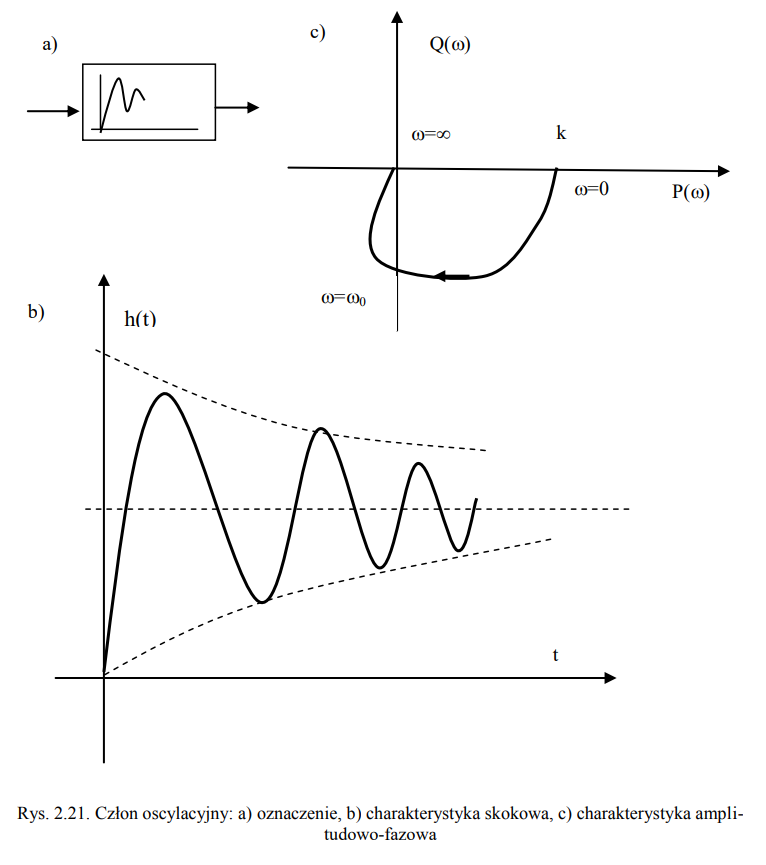 a)
c)
Q(ω)
ω=∞
k
ω=0
P(ω)
ω=ω₀
b)
h(t)
t
Rys. 2.21. Człon oscylacyjny: a) oznaczenie, b) charakterystyka skokowa, c) charakterystyka ampli-
tudowo-fazowa